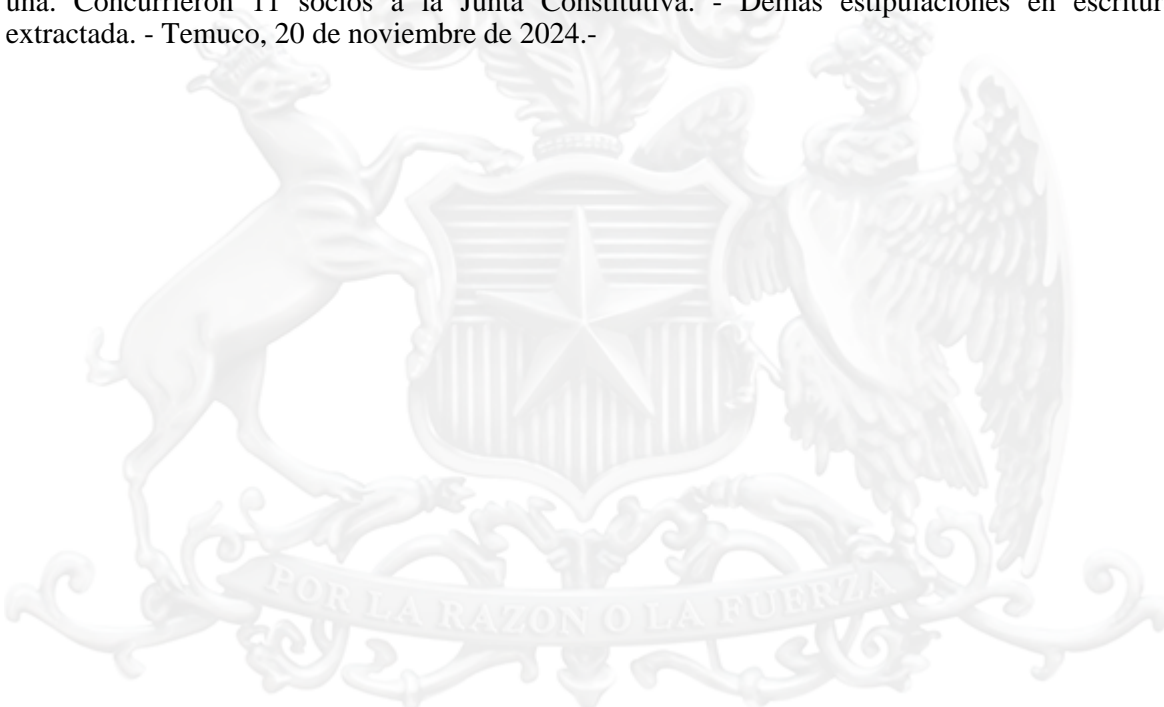 una. Concurrieron 11 socios a la Junta Constitutiva. - Demás estipulaciones en escritur
extractada. - Temuco, 20 de noviembre de 2024.-
POR LA RAZON O LA FUERZA